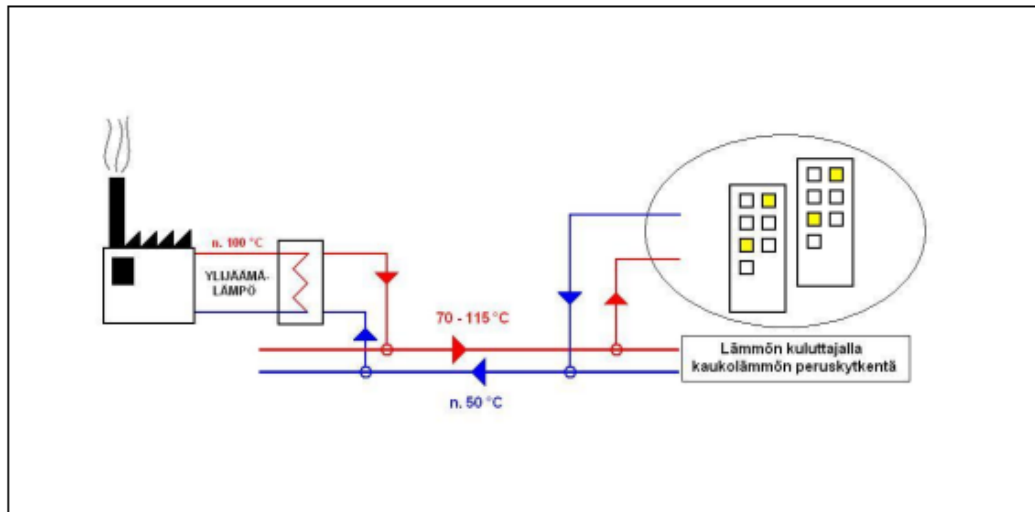 n. 100 °C
YLIJÄÄMÄ-
LÄMPÖ
70 - 115 °C
n. 50 °C
Lämmön kuluttajalla
kaukolämmön peruskytkentä